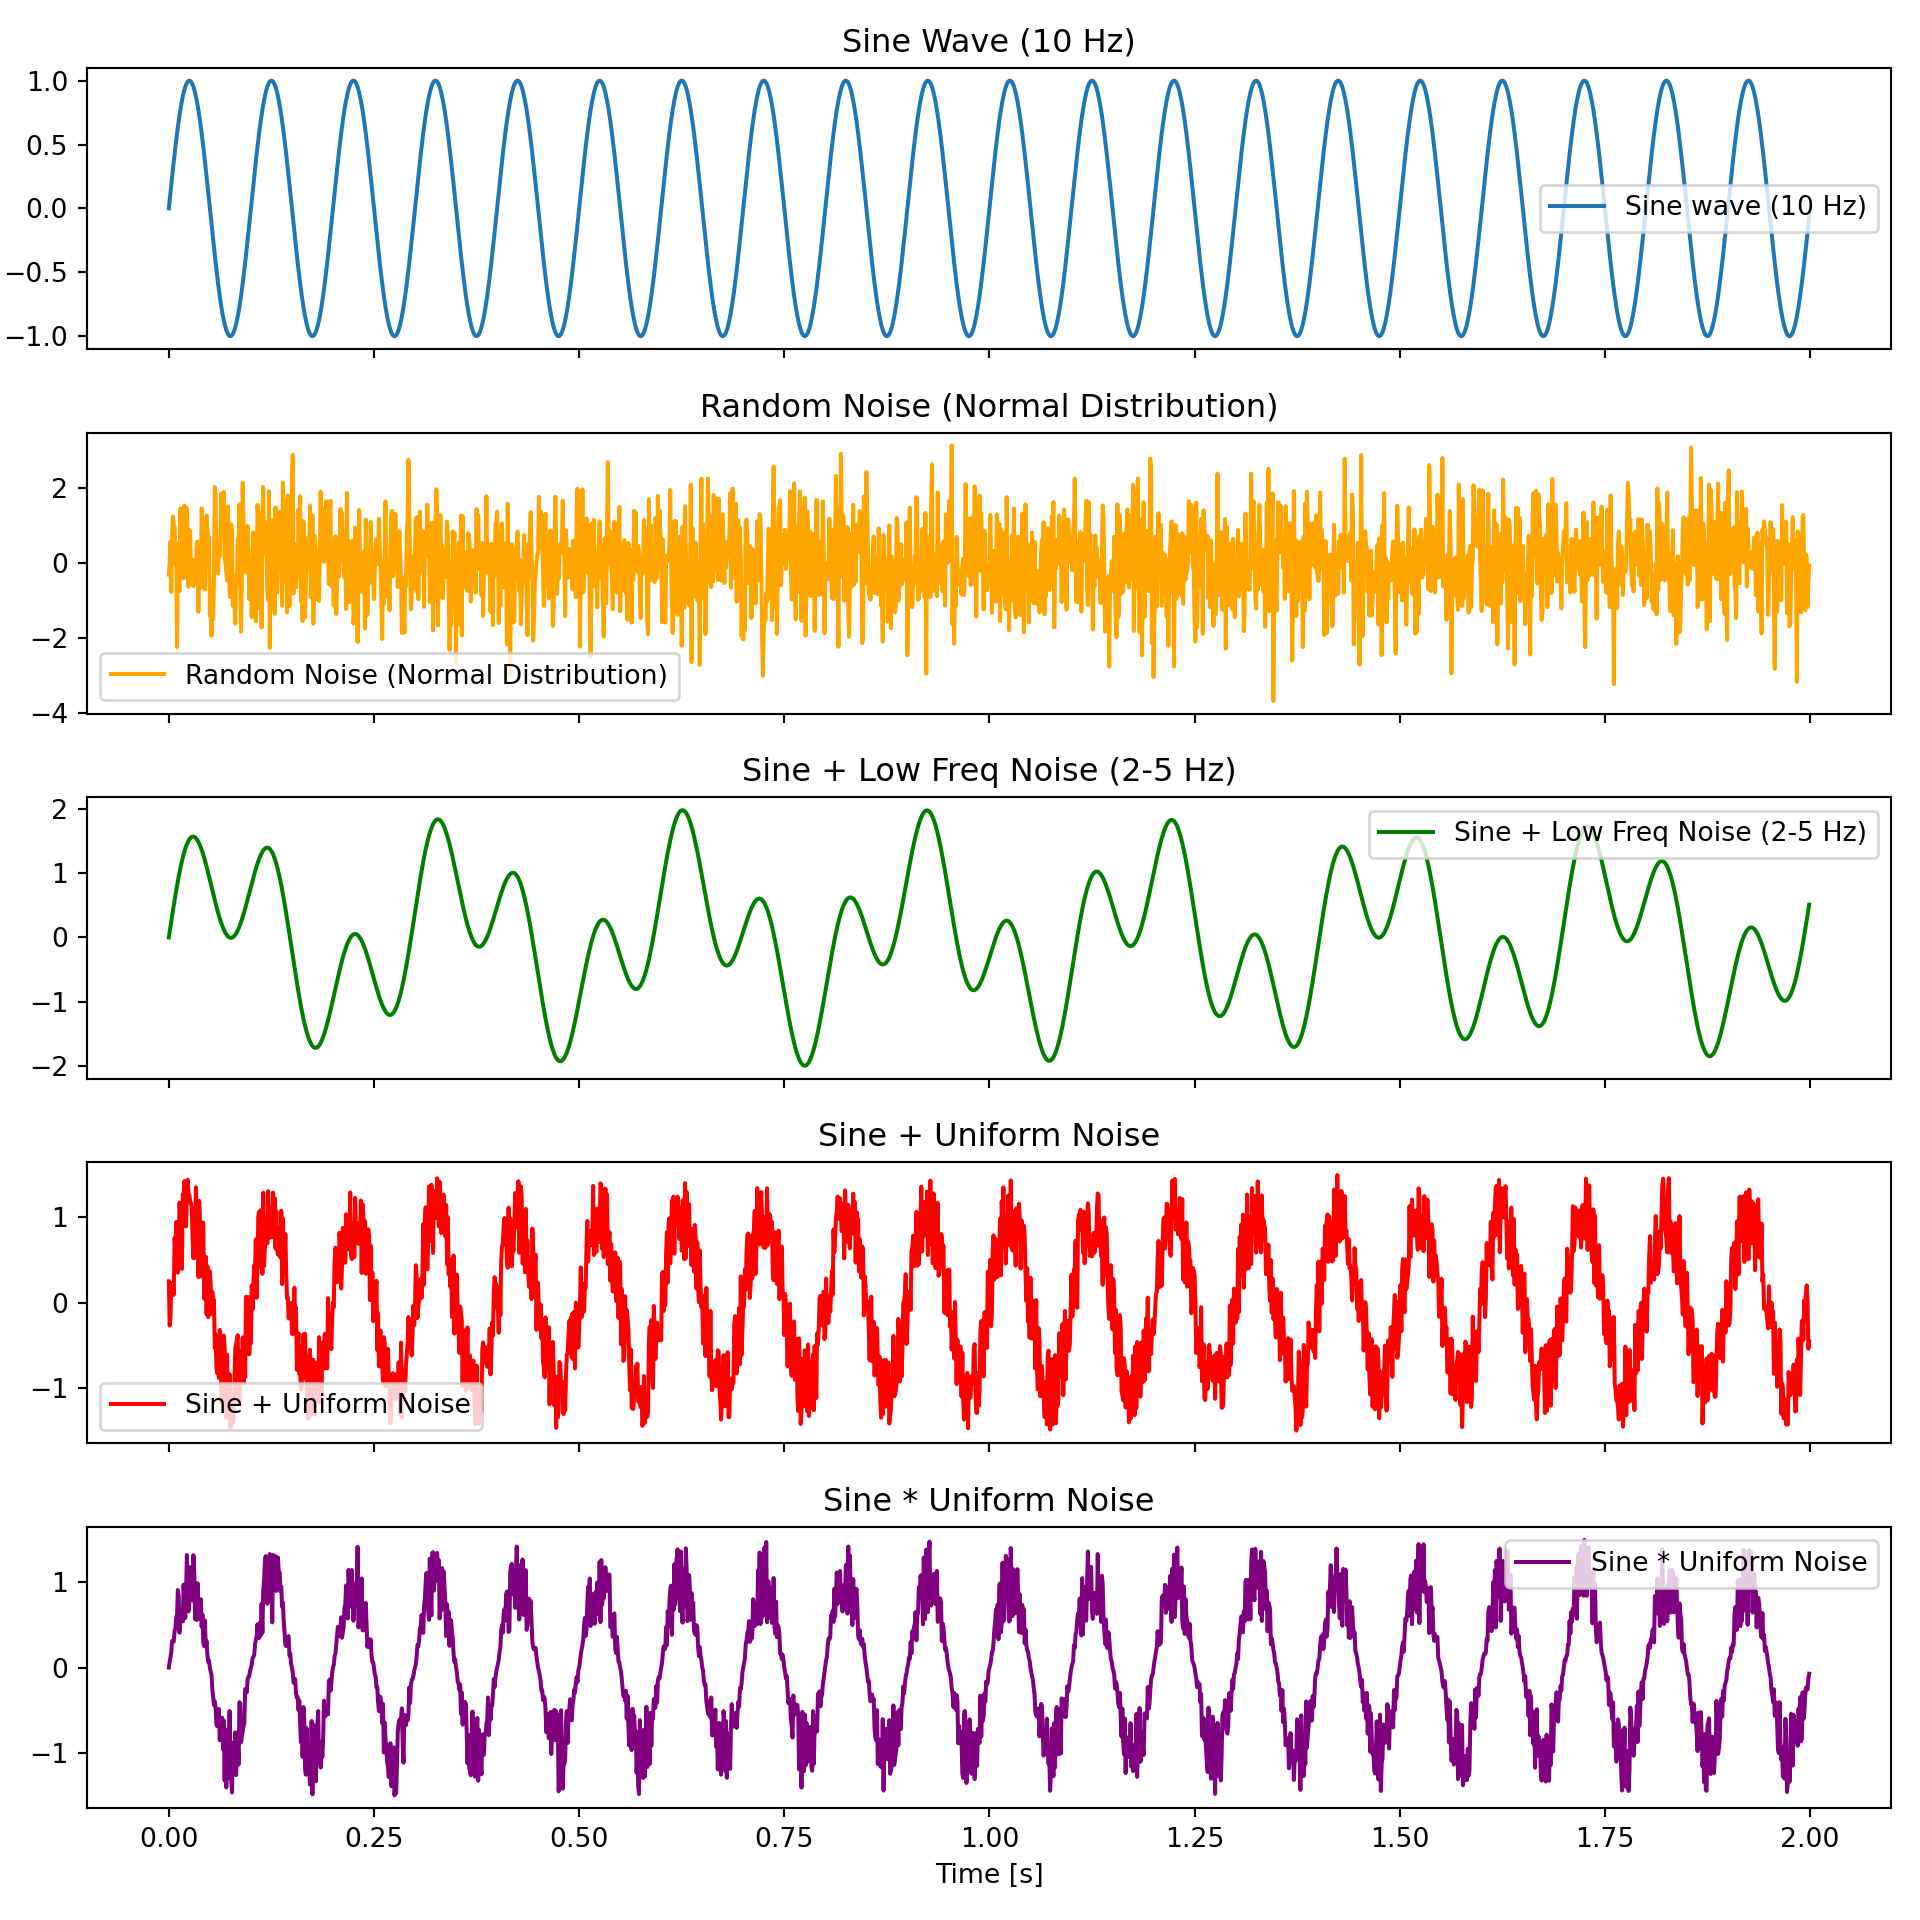 Sine Wave (10 Hz)
1.0
0.5
0.0
−0.5
−1.0
Sine wave (10 Hz)
Random Noise (Normal Distribution)
2
0
−2
−4
Random Noise (Normal Distribution)
Sine + Low Freq Noise (2-5 Hz)
2
1
0
−1
−2
Sine + Low Freq Noise (2-5 Hz)
Sine + Uniform Noise
1
0
−1
Sine + Uniform Noise
Sine * Uniform Noise
1
0
−1
Sine * Uniform Noise
0.00 0.25 0.50 0.75 1.00 1.25 1.50 1.75 2.00
Time [s]